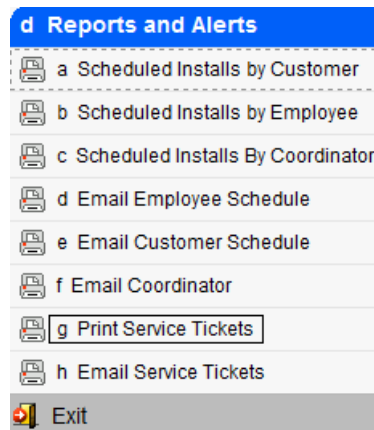 d Reports and Alerts
a Scheduled Installs by Customer
b Scheduled Installs by Employee
c Scheduled Installs By Coordinator
d Email Employee Schedule
e Email Customer Schedule
f Email Coordinator
g Print Service Tickets
h Email Service Tickets
Exit